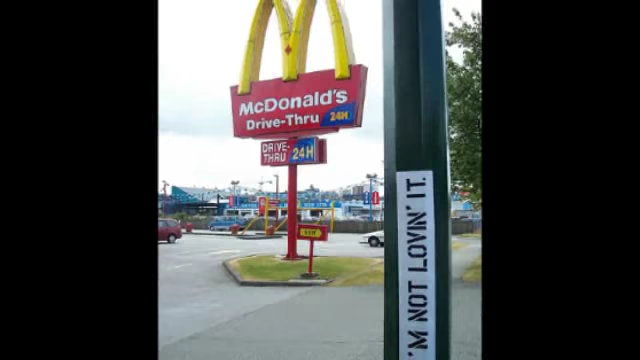 McDonald's
Drive-Thru 24H
DRIVE-
THRU 24H
'M NOT LOVIN' IT.